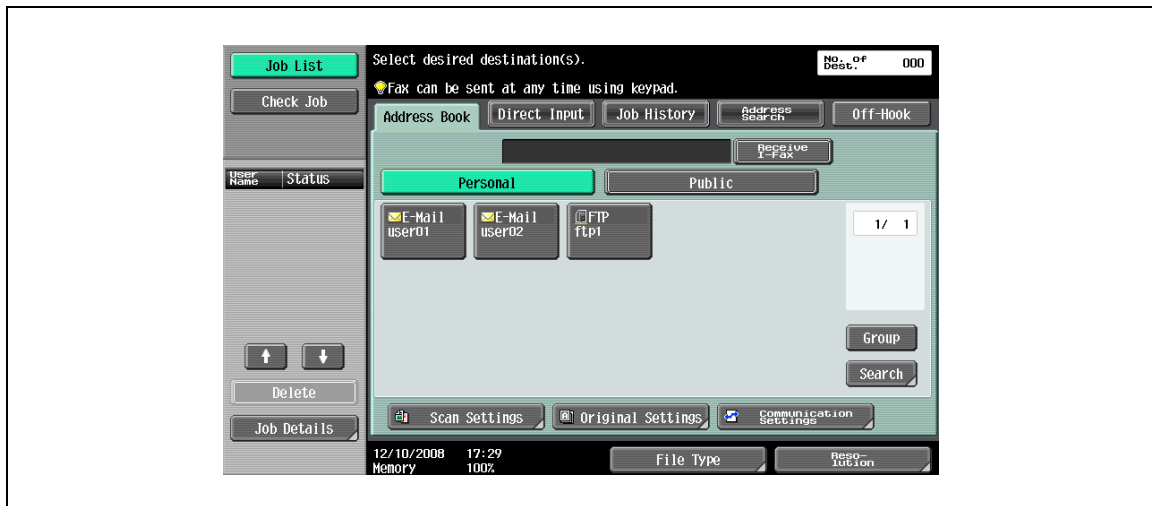 Job List
Check Job
User Name
Status
Delete
Job Details
Select desired destination(s).
No. of Dest. 000
Fax can be sent at any time using keypad.
Address Book
Direct Input
Job History
Address Search
Off-Hook
Receive I-Fax
Personal
Public
E-Mail
user01
E-Mail
user02
FTP
ftp1
1/ 1
Group
Search
Scan Settings
Original Settings
Communication Settings
12/10/2008 17:29
Memory 100%
File Type
Reso-
lution